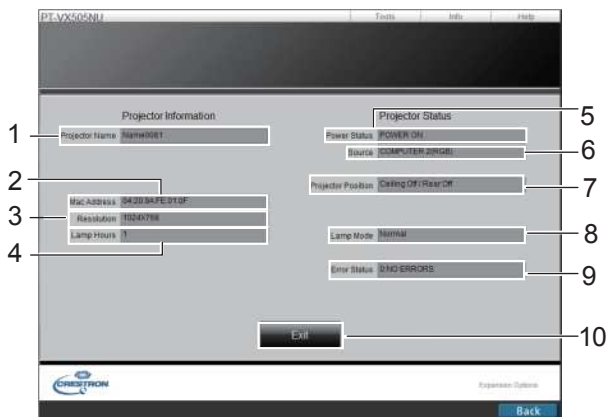 PT-VX505NU
Tools Info Help
Projector Information
Projector Status
1 Projector Name Name0081
5 Power Status POWER ON
6 Source COMPUTER 2(RGB)
2
7 Projector Position Ceiling Off / Rear Off
Mac Address
3 Resolution 1024X768
4 Lamp Hours 1
8 Lamp Mode Normal
9 Error Status 0:NO ERRORS
10 Exit
CRESTRON
Expansion Options
Back